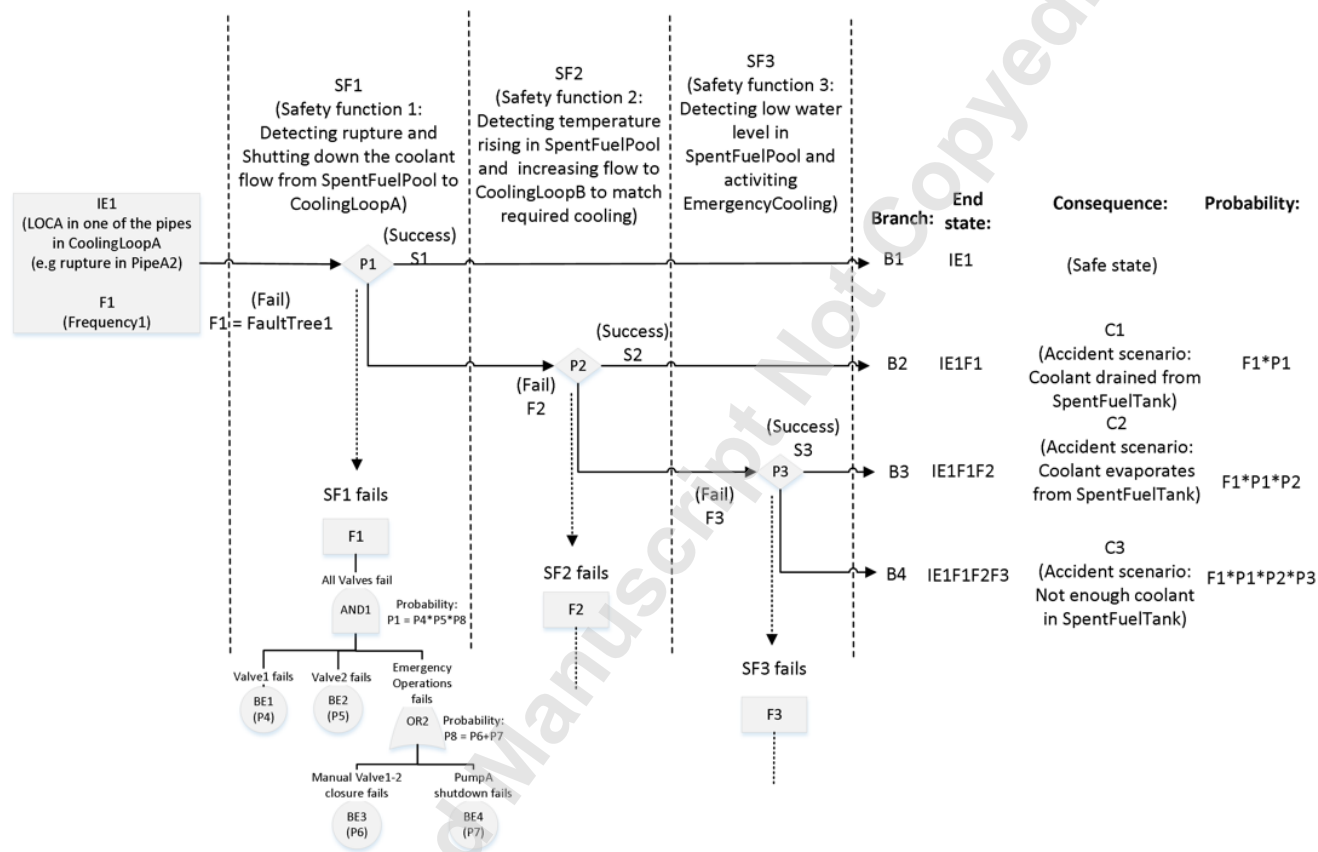 SF1
(Safety function 1:
Detecting rupture and
Shutting down the coolant
flow from SpentFuelPool to
CoolingLoopA)
SF2
(Safety function 2:
Detecting temperature
rising in SpentFuelPool
and increasing flow to
CoolingLoopB to match
required cooling)
SF3
(Safety function 3:
Detecting low water
level in
SpentFuelPool and
activiting
EmergencyCooling)
Branch:
End
state:
Consequence:
Probability:
IE1
(LOCA in one of the pipes
in CoolingLoopA
(e.g rupture in PipeA2)
F1
(Frequency1)
P1
(Success)
S1
B1
IE1
(Safe state)
(Fail)
F1 = FaultTree1
P2
(Success)
S2
B2
IE1F1
C1
(Accident scenario:
Coolant drained from
SpentFuelTank)
F1*P1
(Fail)
F2
P3
(Success)
S3
B3
IE1F1F2
C2
(Accident scenario:
Coolant evaporates
from SpentFuelTank)
F1*P1*P2
(Fail)
F3
B4
IE1F1F2F3
C3
(Accident scenario:
Not enough coolant
in SpentFuelTank)
F1*P1*P2*P3
SF1 fails
F1
All Valves fail
AND1
Probability:
P1 = P4*P5*P8
Valve1 fails
BE1
(P4)
Valve2 fails
BE2
(P5)
Emergency
Operations
fails
OR2
Probability:
P8 = P6+P7
Manual Valve1-2
closure fails
BE3
(P6)
PumpA
shutdown fails
BE4
(P7)
SF2 fails
F2
SF3 fails
F3
d Manuscript Not Copyed